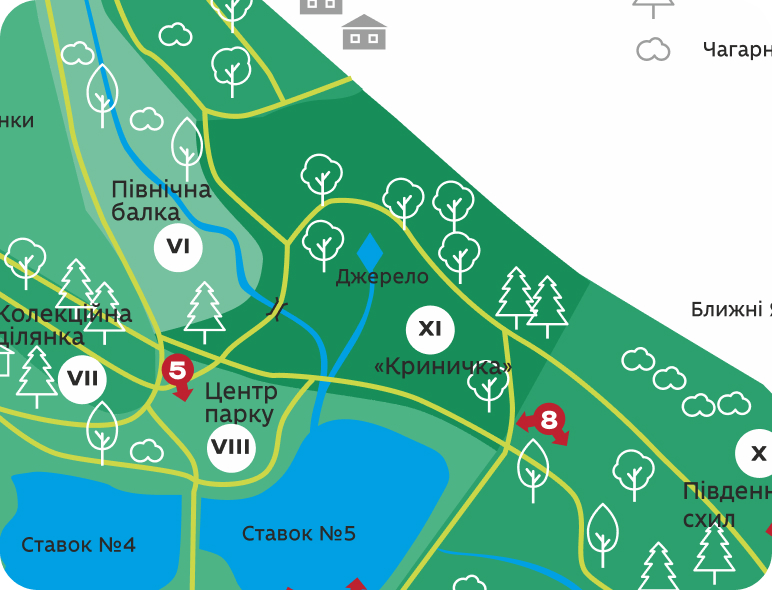 Чагарн
нки
Північна
балка
VI
Джерело
Ближні
Колекційна
ділянка
XI
«Криничка»
VII
5
Центр
парку
8
VIII
X
Південн
схил
Ставок №5
Ставок №4